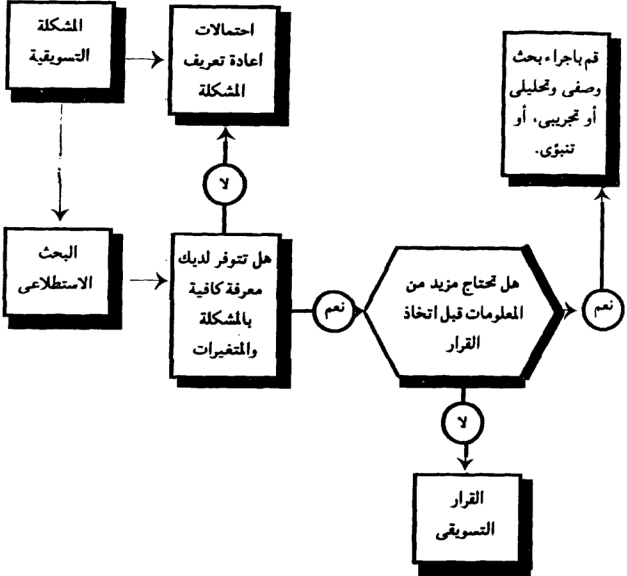 المشكلة
التسويقية
احتمالات
اعادة تعريف
المشكلة
قم باجراء بحث
وصفى وتحليلى
أو تجريبى، أو
تنبؤى.
لا
البحث
الاستطلاعى
هل تتوفر لديك
معرفة كافية
بالمشكلة
والمتغيرات
نعم
هل تحتاج مزيد من
المعلومات قبل اتخاذ
القرار
نعم
لا
القرار
التسويقى